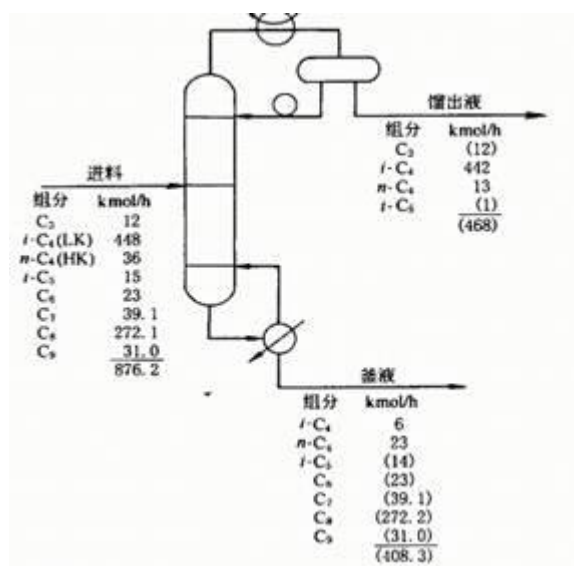 馏出液
组分 kmol/h
C₃ (12)
i-C₄ 442
n-C₄ 13
i-C₅ (1)
(468)
进料
组分 kmol/h
C₃ 12
i-C₄(LK) 448
n-C₄(HK) 36
i-C₅ 15
C₆ 23
C₇ 39.1
C₈ 272.1
C₉ 31.0
876.2
釜液
组分 kmol/h
i-C₄ 6
n-C₄ 23
i-C₅ (14)
C₆ (23)
C₇ (39.1)
C₈ (272.2)
C₉ (31.0)
(408.3)